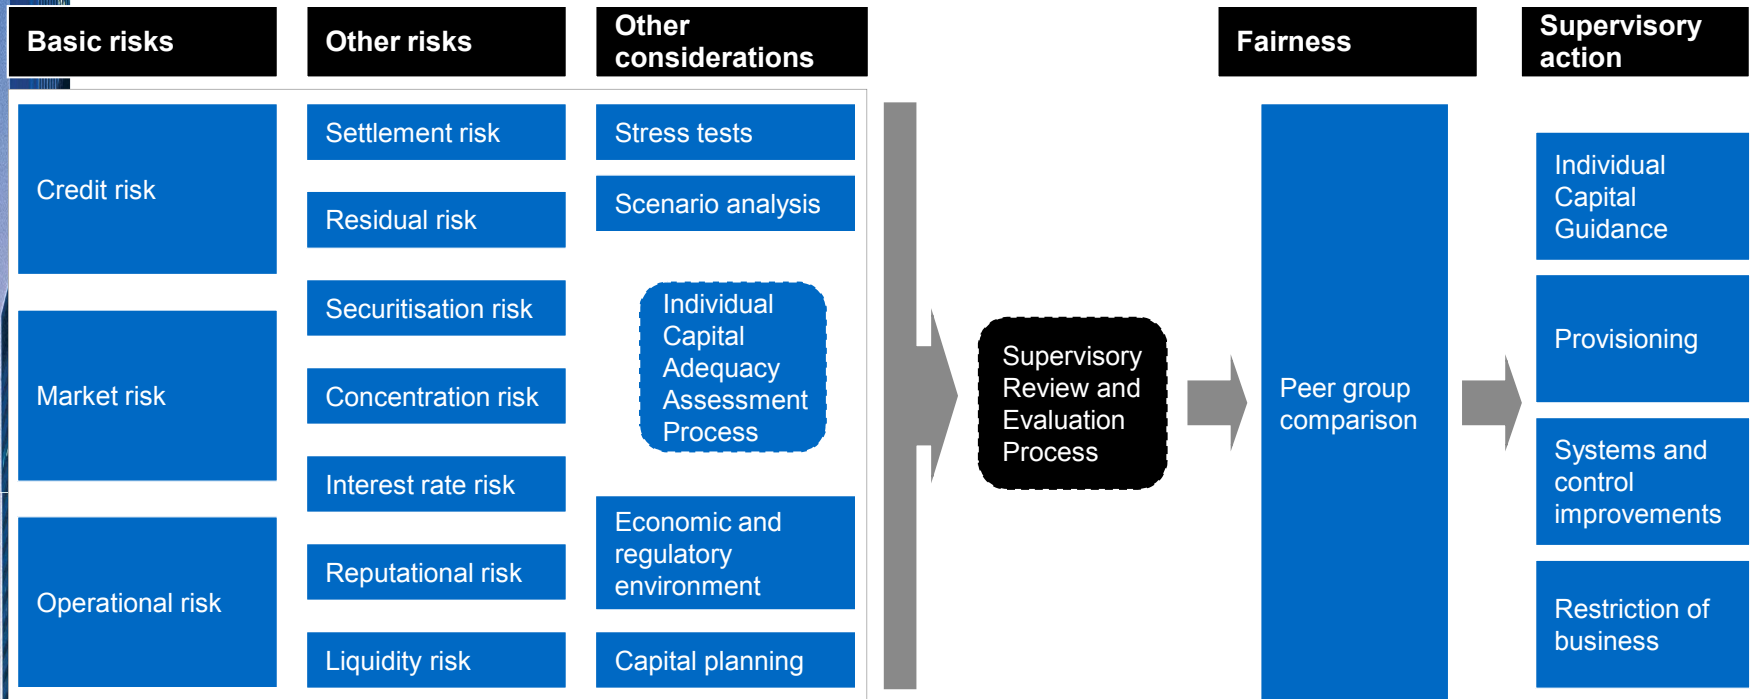 Basic risks
Other risks
Other
considerations
Fairness
Supervisory
action
Credit risk
Market risk
Operational risk
Settlement risk
Residual risk
Securitisation risk
Concentration risk
Interest rate risk
Reputational risk
Liquidity risk
Stress tests
Scenario analysis
Individual
Capital
Adequacy
Assessment
Process
Economic and
regulatory
environment
Capital planning
Supervisory
Review and
Evaluation
Process
Peer group
comparison
Individual
Capital
Guidance
Provisioning
Systems and
control
improvements
Restriction of
business